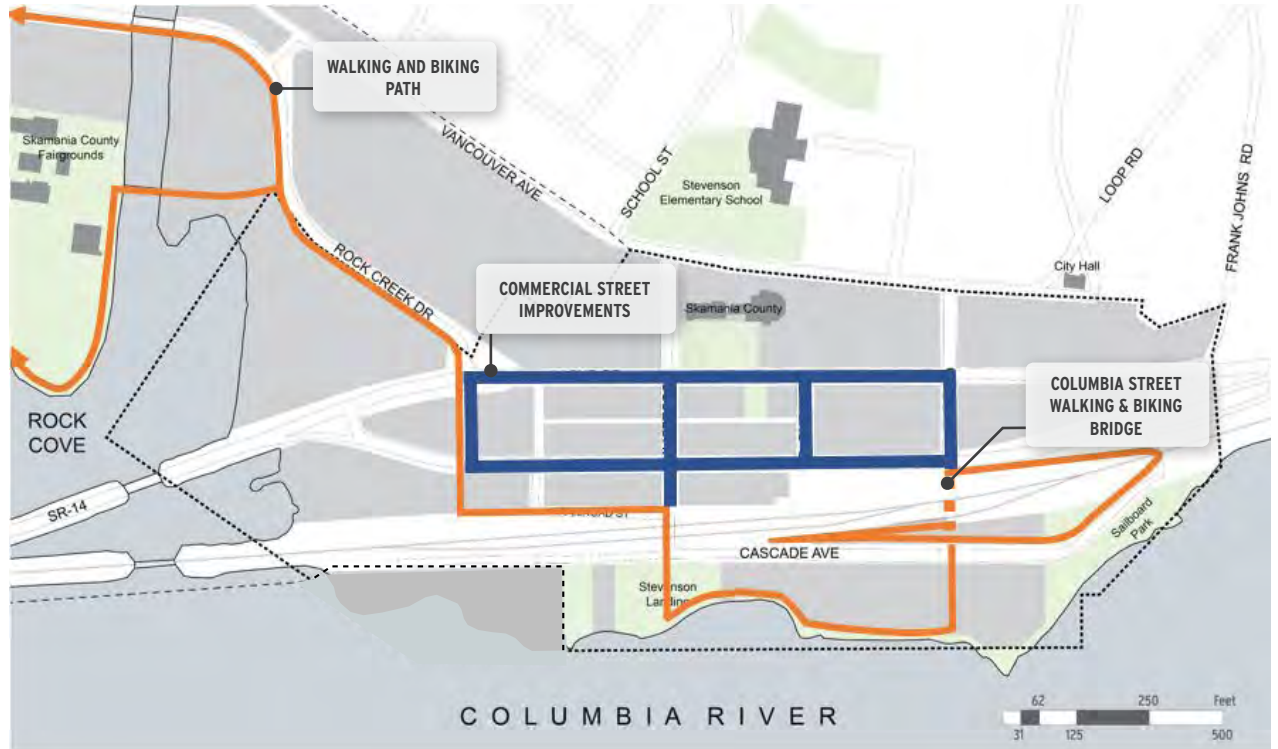 WALKING AND BIKING
PATH
Skamania County
Fairgrounds
VANCOUVER AVE
SCHOOL ST
Stevenson
Elementary School
LOOP RD
FRANK JOHNS RD
City Hall
ROCK CREEK DR
COMMERCIAL STREET
IMPROVEMENTS
Skamania County
COLUMBIA STREET
WALKING & BIKING
BRIDGE
ROCK
COVE
SR-14
Sailboard
Park
CASCADE AVE
Stevenson
Landing
COLUMBIA RIVER
62 250 Feet
31 125 500